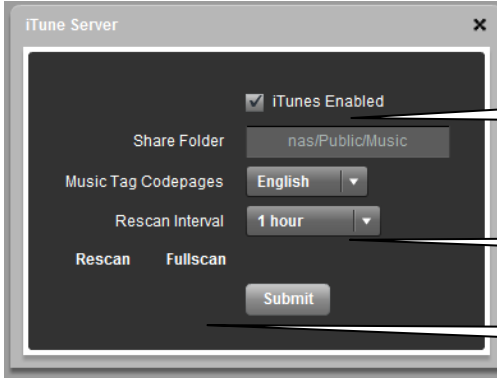 iTune Server
iTunes Enabled
Share Folder nas/Public/Music
Music Tag Codepages English
Rescan Interval 1 hour
Rescan Fullscan
Submit